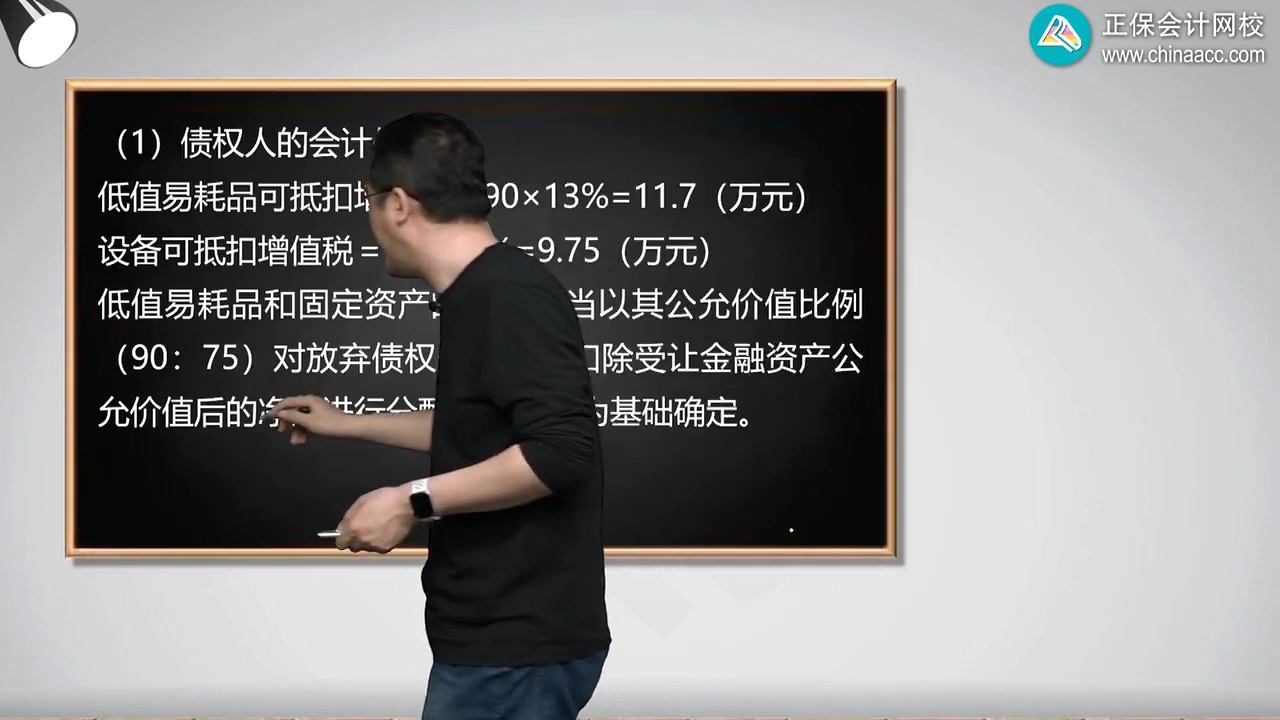 正保会计网校
www.chinaacc.com
（1）债权人的会计
低值易耗品可抵扣增 90×13%=11.7（万元）
设备可抵扣增值税＝ %=9.75（万元）
低值易耗品和固定资产 当以其公允价值比例
（90：75）对放弃债权 扣除受让金融资产公
允价值后的净 进行分配 为基础确定。